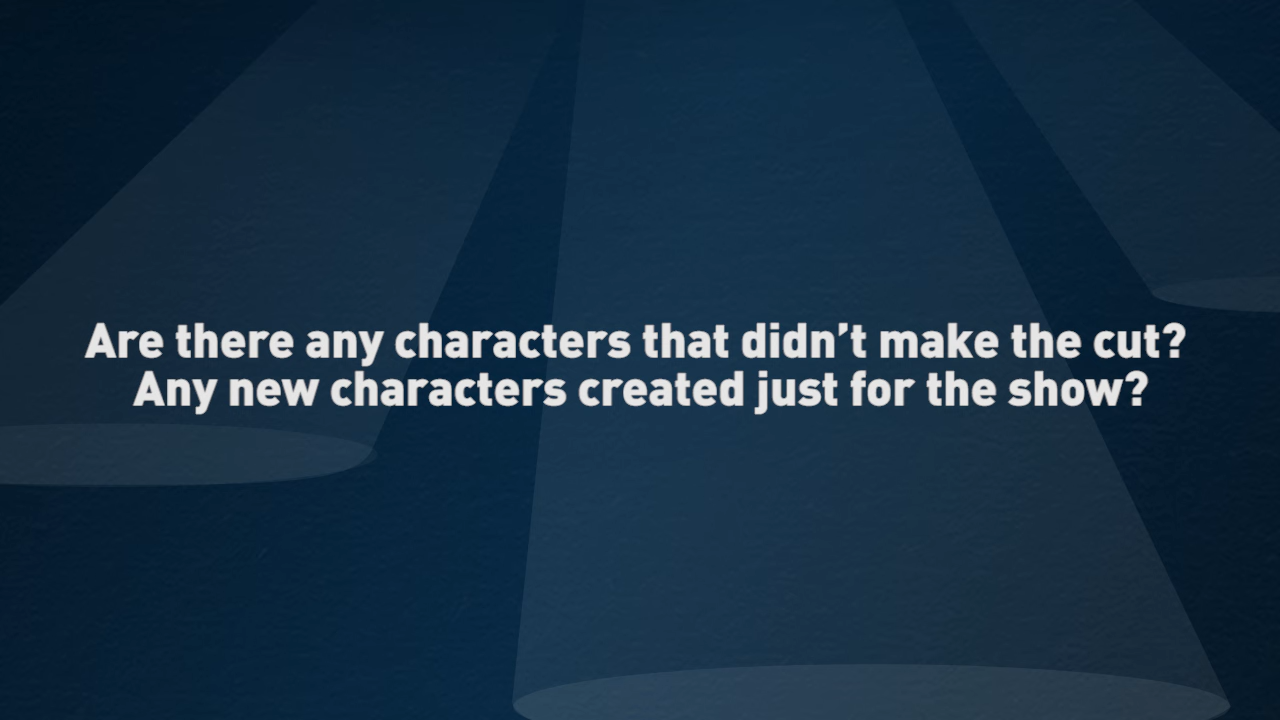 Are there any characters that didn’t make the cut?
Any new characters created just for the show?